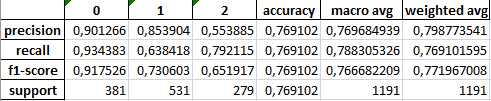 0 1 2 accuracy macro avg weighted avg
precision 0,901266 0,853904 0,553885 0,769102 0,769684939 0,798773541
recall 0,934383 0,638418 0,792115 0,769102 0,788305326 0,769101595
f1-score 0,917526 0,730603 0,651917 0,769102 0,766682209 0,771967008
support 381 531 279 0,769102 1191 1191